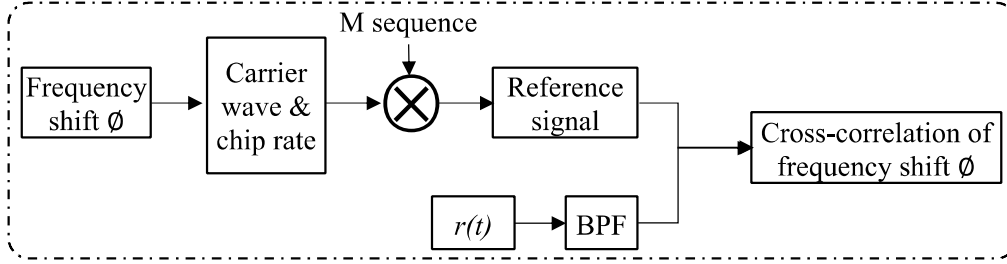 M sequence
Frequency
shift ∅
Carrier
wave &
chip rate
Reference
signal
Cross-correlation of
frequency shift ∅
r(t)
BPF